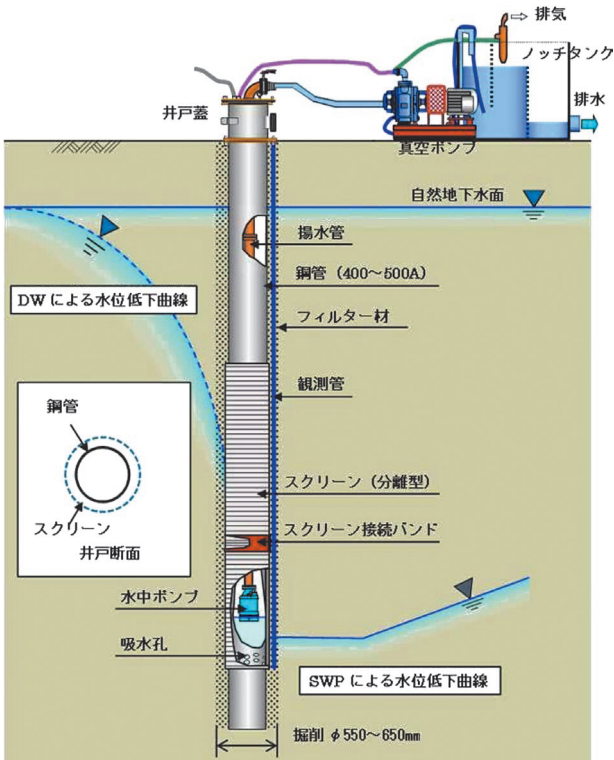 排気
ノッチタンク
井戸蓋
排水
真空ポンプ
自然地下水面
揚水管
DWによる水位低下曲線
鋼管（400～500A）
フィルター材
観測管
鋼管
スクリーン（分離型）
スクリーン
井戸断面
スクリーン接続バンド
水中ポンプ
吸水孔
SWPによる水位低下曲線
掘削φ550～650mm